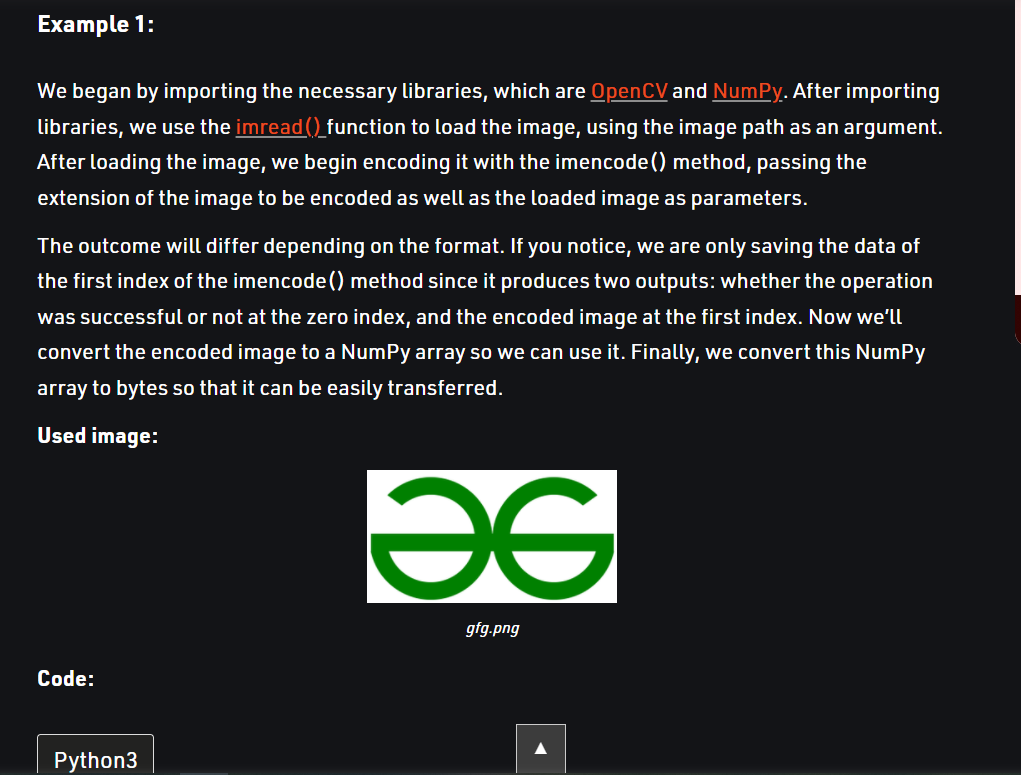 Example 1:
We began by importing the necessary libraries, which are OpenCV and NumPy. After importing
libraries, we use the imread() function to load the image, using the image path as an argument.
After loading the image, we begin encoding it with the imencode() method, passing the
extension of the image to be encoded as well as the loaded image as parameters.
The outcome will differ depending on the format. If you notice, we are only saving the data of
the first index of the imencode() method since it produces two outputs: whether the operation
was successful or not at the zero index, and the encoded image at the first index. Now we’ll
convert the encoded image to a NumPy array so we can use it. Finally, we convert this NumPy
array to bytes so that it can be easily transferred.
Used image:
gfg.png
Code:
Python3